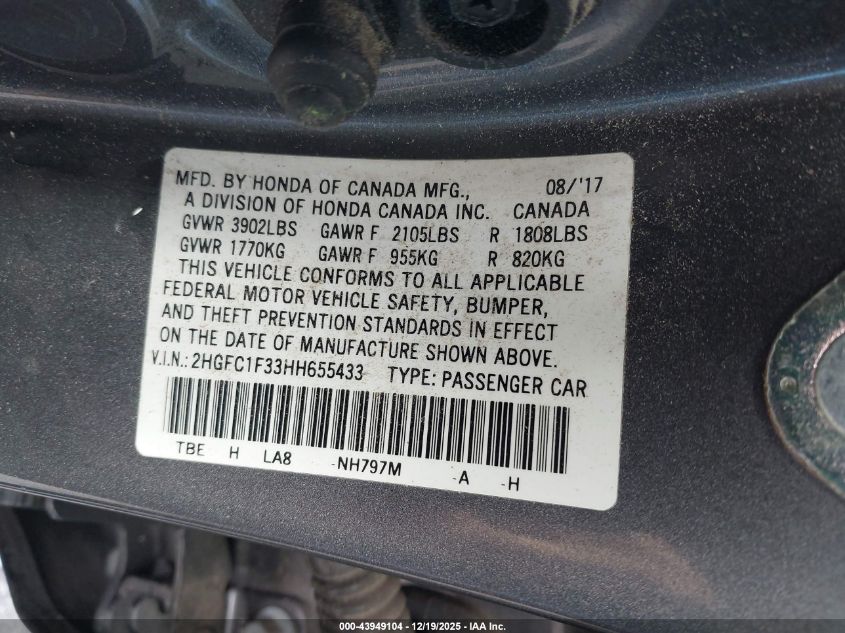 MFD. BY HONDA OF CANADA MFG., 08/'17
A DIVISION OF HONDA CANADA INC. CANADA
GVWR 3902LBS GAWR F 2105LBS R 1808LBS
GVWR 1770KG GAWR F 955KG R 820KG
THIS VEHICLE CONFORMS TO ALL APPLICABLE
FEDERAL MOTOR VEHICLE SAFETY, BUMPER,
AND THEFT PREVENTION STANDARDS IN EFFECT
ON THE DATE OF MANUFACTURE SHOWN ABOVE.
V.I.N.: 2HGFC1F33HH655433 TYPE: PASSENGER CAR
TBE H LA8 -NH797M -A -H
000-43949104 - 12/19/2025 - IAA Inc.